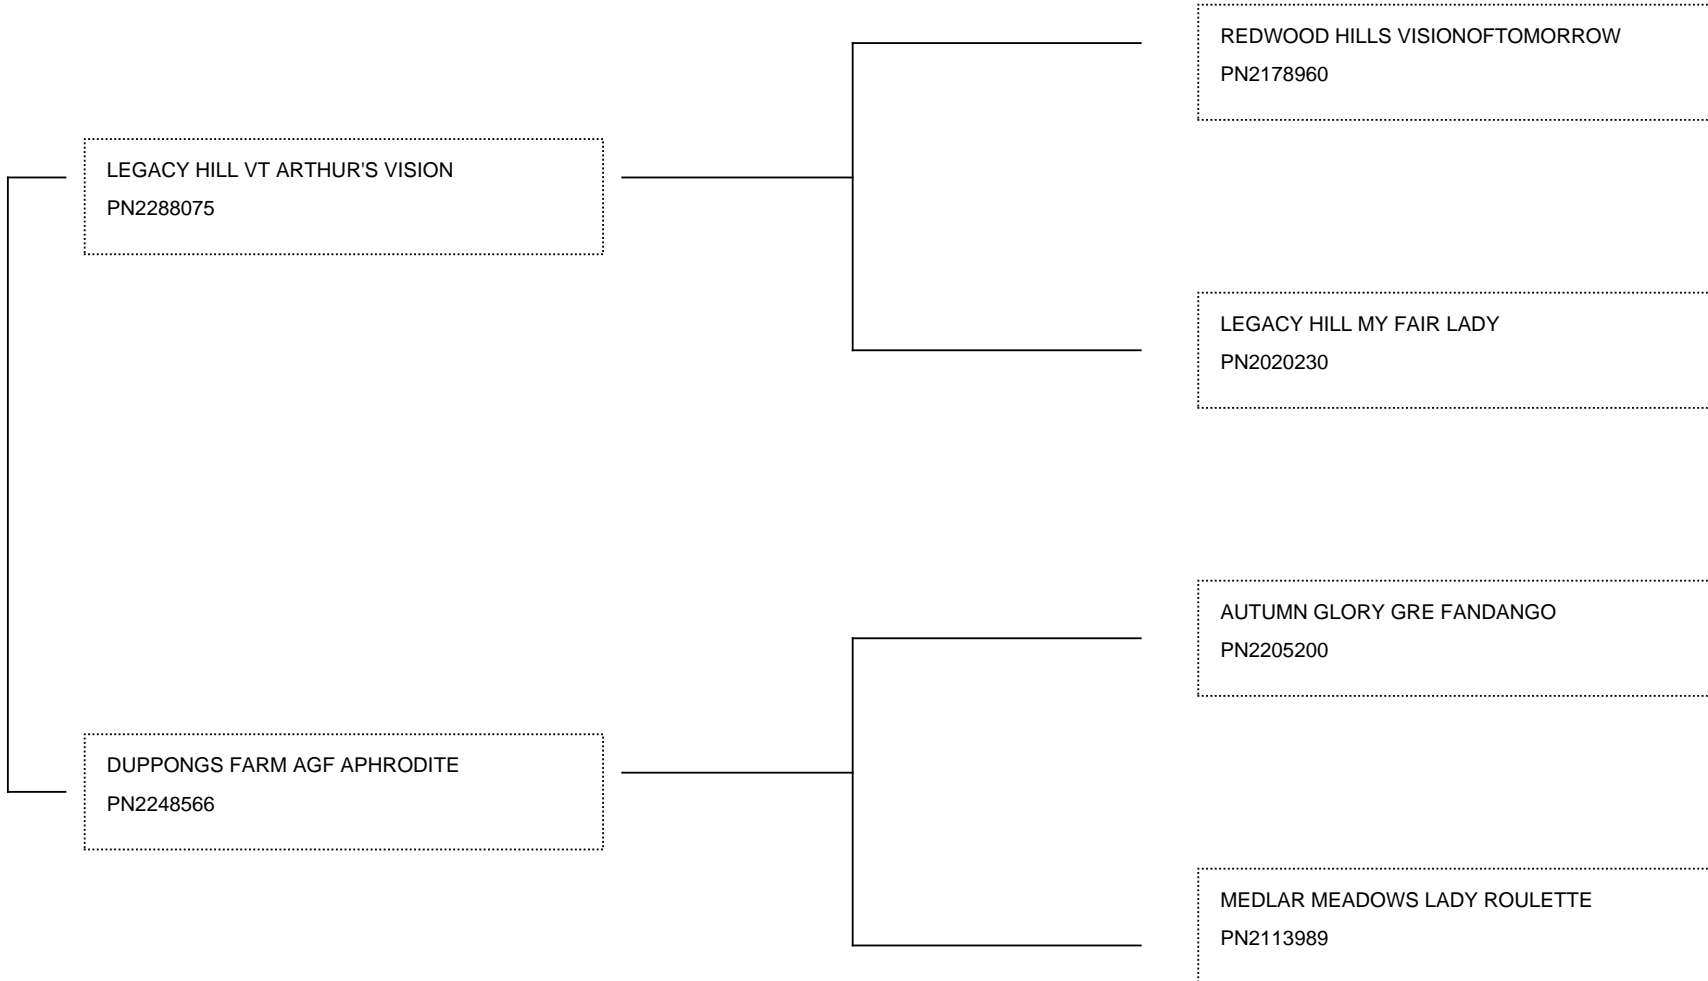 REDWOOD HILLS VISIONOFTOMORROW
PN2178960
LEGACY HILL VT ARTHUR'S VISION
PN2288075
LEGACY HILL MY FAIR LADY
PN2020230
AUTUMN GLORY GRE FANDANGO
PN2205200
DUPPONGS FARM AGF APHRODITE
PN2248566
MEDLAR MEADOWS LADY ROULETTE
PN2113989